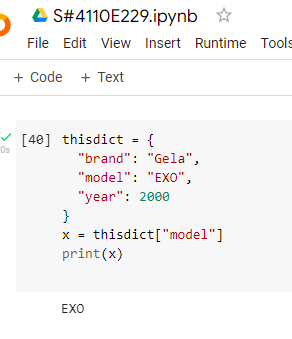 S#4110E229.ipynb
File Edit View Insert Runtime Tools
+ Code + Text
[40] thisdict = {
"brand": "Gela",
"model": "EXO",
"year": 2000
}
x = thisdict["model"]
print(x)
0s
EXO